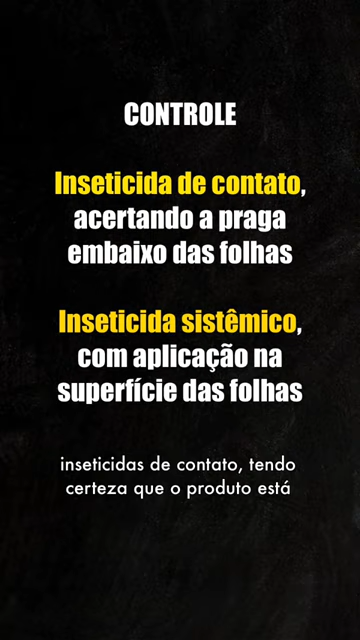 CONTROLE
Inseticida de contato,
acertando a praga
embaixo das folhas
Inseticida sistêmico,
com aplicação na
superfície das folhas
inseticidas de contato, tendo
certeza que o produto está